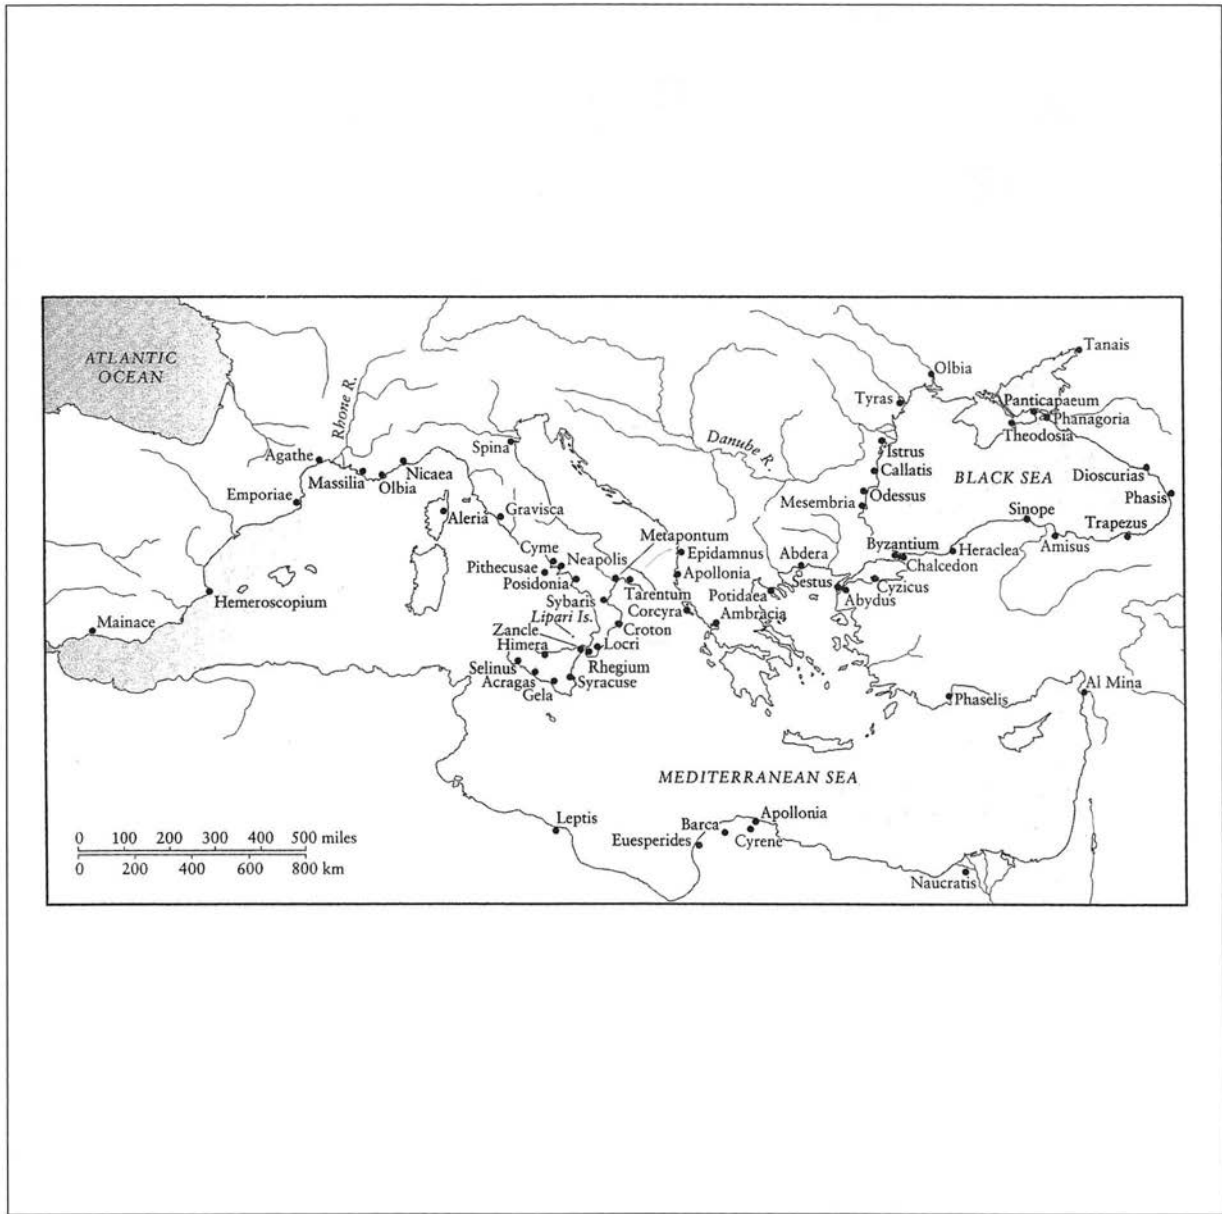 ATLANTIC
OCEAN
Rhone R.
Agathe
Massilia
Olbia
Nicaea
Emporiae
Hemeroscopium
Mainace
Spina
Aleria
Gravisca
Cyme
Neapolis
Pithecusae
Posidonia
Metapontum
Sybaris
Tarentum
Lipari Is.
Croton
Zancle
Himera
Locri
Selinus
Rhegium
Acragas
Syracuse
Gela
Danube R.
Epidamnus
Apollonia
Corcyra
Ambracia
Potidaea
Abdera
Sestus
Abydus
Cyzicus
Byzantium
Chalcedon
Heraclea
Mesembria
Odessus
Callatis
Istrus
Tyras
Olbia
Tanais
Panticapaeum
Phanagoria
Theodosia
BLACK SEA
Dioscurias
Phasis
Sinope
Trapezus
Amisus
Phaselis
Al Mina
MEDITERRANEAN SEA
Leptis
Euesperides
Barca
Apollonia
Cyrene
Naucratis
0 100 200 300 400 500 miles
0 200 400 600 800 km